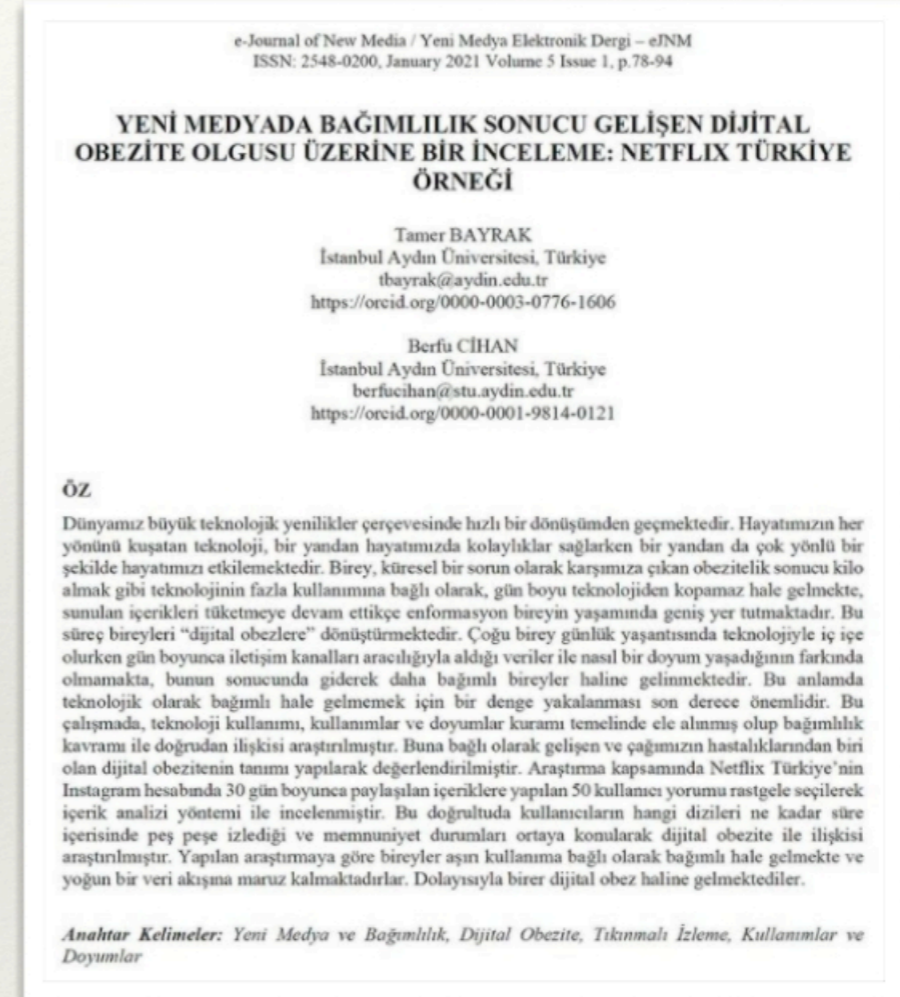 e-Journal of New Media / Yeni Medya Elektronik Dergi – eJNM
ISSN: 2548-0200, January 2021 Volume 5 Issue 1, p.78-94
YENİ MEDYADA BAĞIMLILIK SONUCU GELİŞEN DİJİTAL
OBEZİTE OLGUSU ÜZERİNE BİR İNCELEME: NETFLIX TÜRKİYE
ÖRNEĞİ
Tamer BAYRAK
İstanbul Aydın Üniversitesi, Türkiye
tbayrak@aydin.edu.tr
https://orcid.org/0000-0003-0776-1606
Berfu CİHAN
İstanbul Aydın Üniversitesi, Türkiye
berfucihan@stu.aydin.edu.tr
https://orcid.org/0000-0001-9814-0121
ÖZ
Dünyamız büyük teknolojik yenilikler çerçevesinde hızlı bir dönüşümden geçmektedir. Hayatımızın her
yönünü kuşatan teknoloji, bir yandan hayatımızda kolaylıklar sağlarken bir yandan da çok yönlü bir
şekilde hayatımızı etkilemektedir. Birey, küresel bir sorun olarak karşımıza çıkan obezitelik sonucu kilo
almak gibi teknolojinin fazla kullanımına bağlı olarak, gün boyu teknolojiden kopamaz hale gelmekte,
sunulan içerikleri tüketmeye devam ettikçe enformasyon bireyin yaşamında geniş yer tutmaktadır. Bu
süreç bireyleri “dijital obezlere” dönüştürmektedir. Çoğu birey günlük yaşantısında teknolojiyle iç içe
olurken gün boyunca iletişim kanalları aracılığıyla aldığı veriler ile nasıl bir doyum yaşadığının farkında
olmamakta, bunun sonucunda giderek daha bağımlı bireyler haline gelinmektedir. Bu anlamda
teknolojik olarak bağımlı hale gelmemek için bir denge yakalanması son derece önemlidir. Bu
çalışmada, teknoloji kullanımı, kullanımlar ve doyumlar kuramı temelinde ele alınmış olup bağımlılık
kavramı ile doğrudan ilişkisi araştırılmıştır. Buna bağlı olarak gelişen ve çağımızın hastalıklarından biri
olan dijital obezitenin tanımı yapılarak değerlendirilmiştir. Araştırma kapsamında Netflix Türkiye’nin
Instagram hesabında 30 gün boyunca paylaşılan içeriklere yapılan 50 kullanıcı yorumu rastgele seçilerek
içerik analizi yöntemi ile incelenmiştir. Bu doğrultuda kullanıcıların hangi dizileri ne kadar süre
içerisinde peş peşe izlediği ve memnuniyet durumları ortaya konularak dijital obezite ile ilişkisi
araştırılmıştır. Yapılan araştırmaya göre bireyler aşırı kullanıma bağlı olarak bağımlı hale gelmekte ve
yoğun bir veri akışına maruz kalmaktadırlar. Dolayısıyla birer dijital obez haline gelmektediler.
Anahtar Kelimeler: Yeni Medya ve Bağımlılık, Dijital Obezite, Tıkınmalı İzleme, Kullanımlar ve
Doyumlar